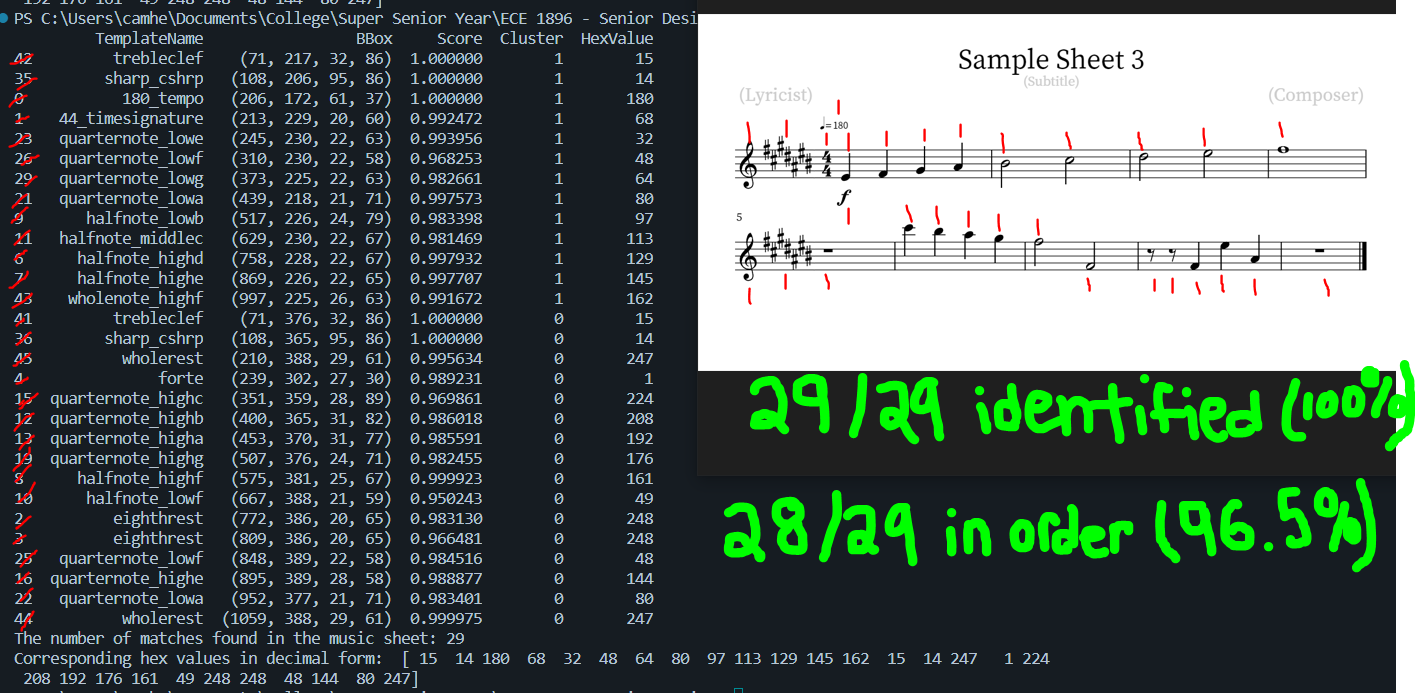 192 176 161  49 248 248  48 144  80 247]
PS C:\Users\camhe\Documents\College\Super Senior Year\ECE 1896 - Senior Desi
TemplateName BBox Score Cluster HexValue
42 trebleclef (71, 217, 32, 86) 1.000000 1 15
35 sharp_cshrp (108, 206, 95, 86) 1.000000 1 14
0 180_tempo (206, 172, 61, 37) 1.000000 1 180
1 44_timesignature (213, 229, 20, 60) 0.992472 1 68
23 quarternote_lowe (245, 230, 22, 63) 0.993956 1 32
26 quarternote_lowf (310, 230, 22, 58) 0.968253 1 48
29 quarternote_lowg (373, 225, 22, 63) 0.982661 1 64
21 quarternote_lowa (439, 218, 21, 71) 0.997573 1 80
9 halfnote_lowb (517, 226, 24, 79) 0.983398 1 97
11 halfnote_middlec (629, 230, 22, 67) 0.981469 1 113
6 halfnote_highd (758, 228, 22, 67) 0.997932 1 129
7 halfnote_highe (869, 226, 22, 65) 0.997707 1 145
43 wholenote_highf (997, 225, 26, 63) 0.991672 1 162
41 trebleclef (71, 376, 32, 86) 1.000000 0 15
36 sharp_cshrp (108, 365, 95, 86) 1.000000 0 14
45 wholerest (210, 388, 29, 61) 0.995634 0 247
4 forte (239, 302, 27, 30) 0.989231 0 1
15 quarternote_highc (351, 359, 28, 89) 0.969861 0 224
12 quarternote_highb (400, 365, 31, 82) 0.986018 0 208
13 quarternote_higha (453, 370, 31, 77) 0.985591 0 192
19 quarternote_highg (507, 376, 24, 71) 0.982455 0 176
8 halfnote_highf (575, 381, 25, 67) 0.999923 0 161
10 halfnote_lowf (667, 388, 21, 59) 0.950243 0 49
2 eighthrest (772, 386, 20, 65) 0.983130 0 248
3 eighthrest (809, 386, 20, 65) 0.966481 0 248
25 quarternote_lowf (848, 389, 22, 58) 0.984516 0 48
16 quarternote_highe (895, 389, 28, 58) 0.988877 0 144
22 quarternote_lowa (952, 377, 21, 71) 0.983401 0 80
44 wholerest (1059, 388, 29, 61) 0.999975 0 247
The number of matches found in the music sheet: 29
Corresponding hex values in decimal form:  [ 15  14 180  68  32  48  64  80  97 113 129 145 162  15  14 247   1 224
208 192 176 161  49 248 248  48 144  80 247]
Sample Sheet 3
(Subtitle)
(Lyricist) (Composer)
♩=180
4
4
f
5
29/29 identified (100%)
28/29 in order (96.5%)